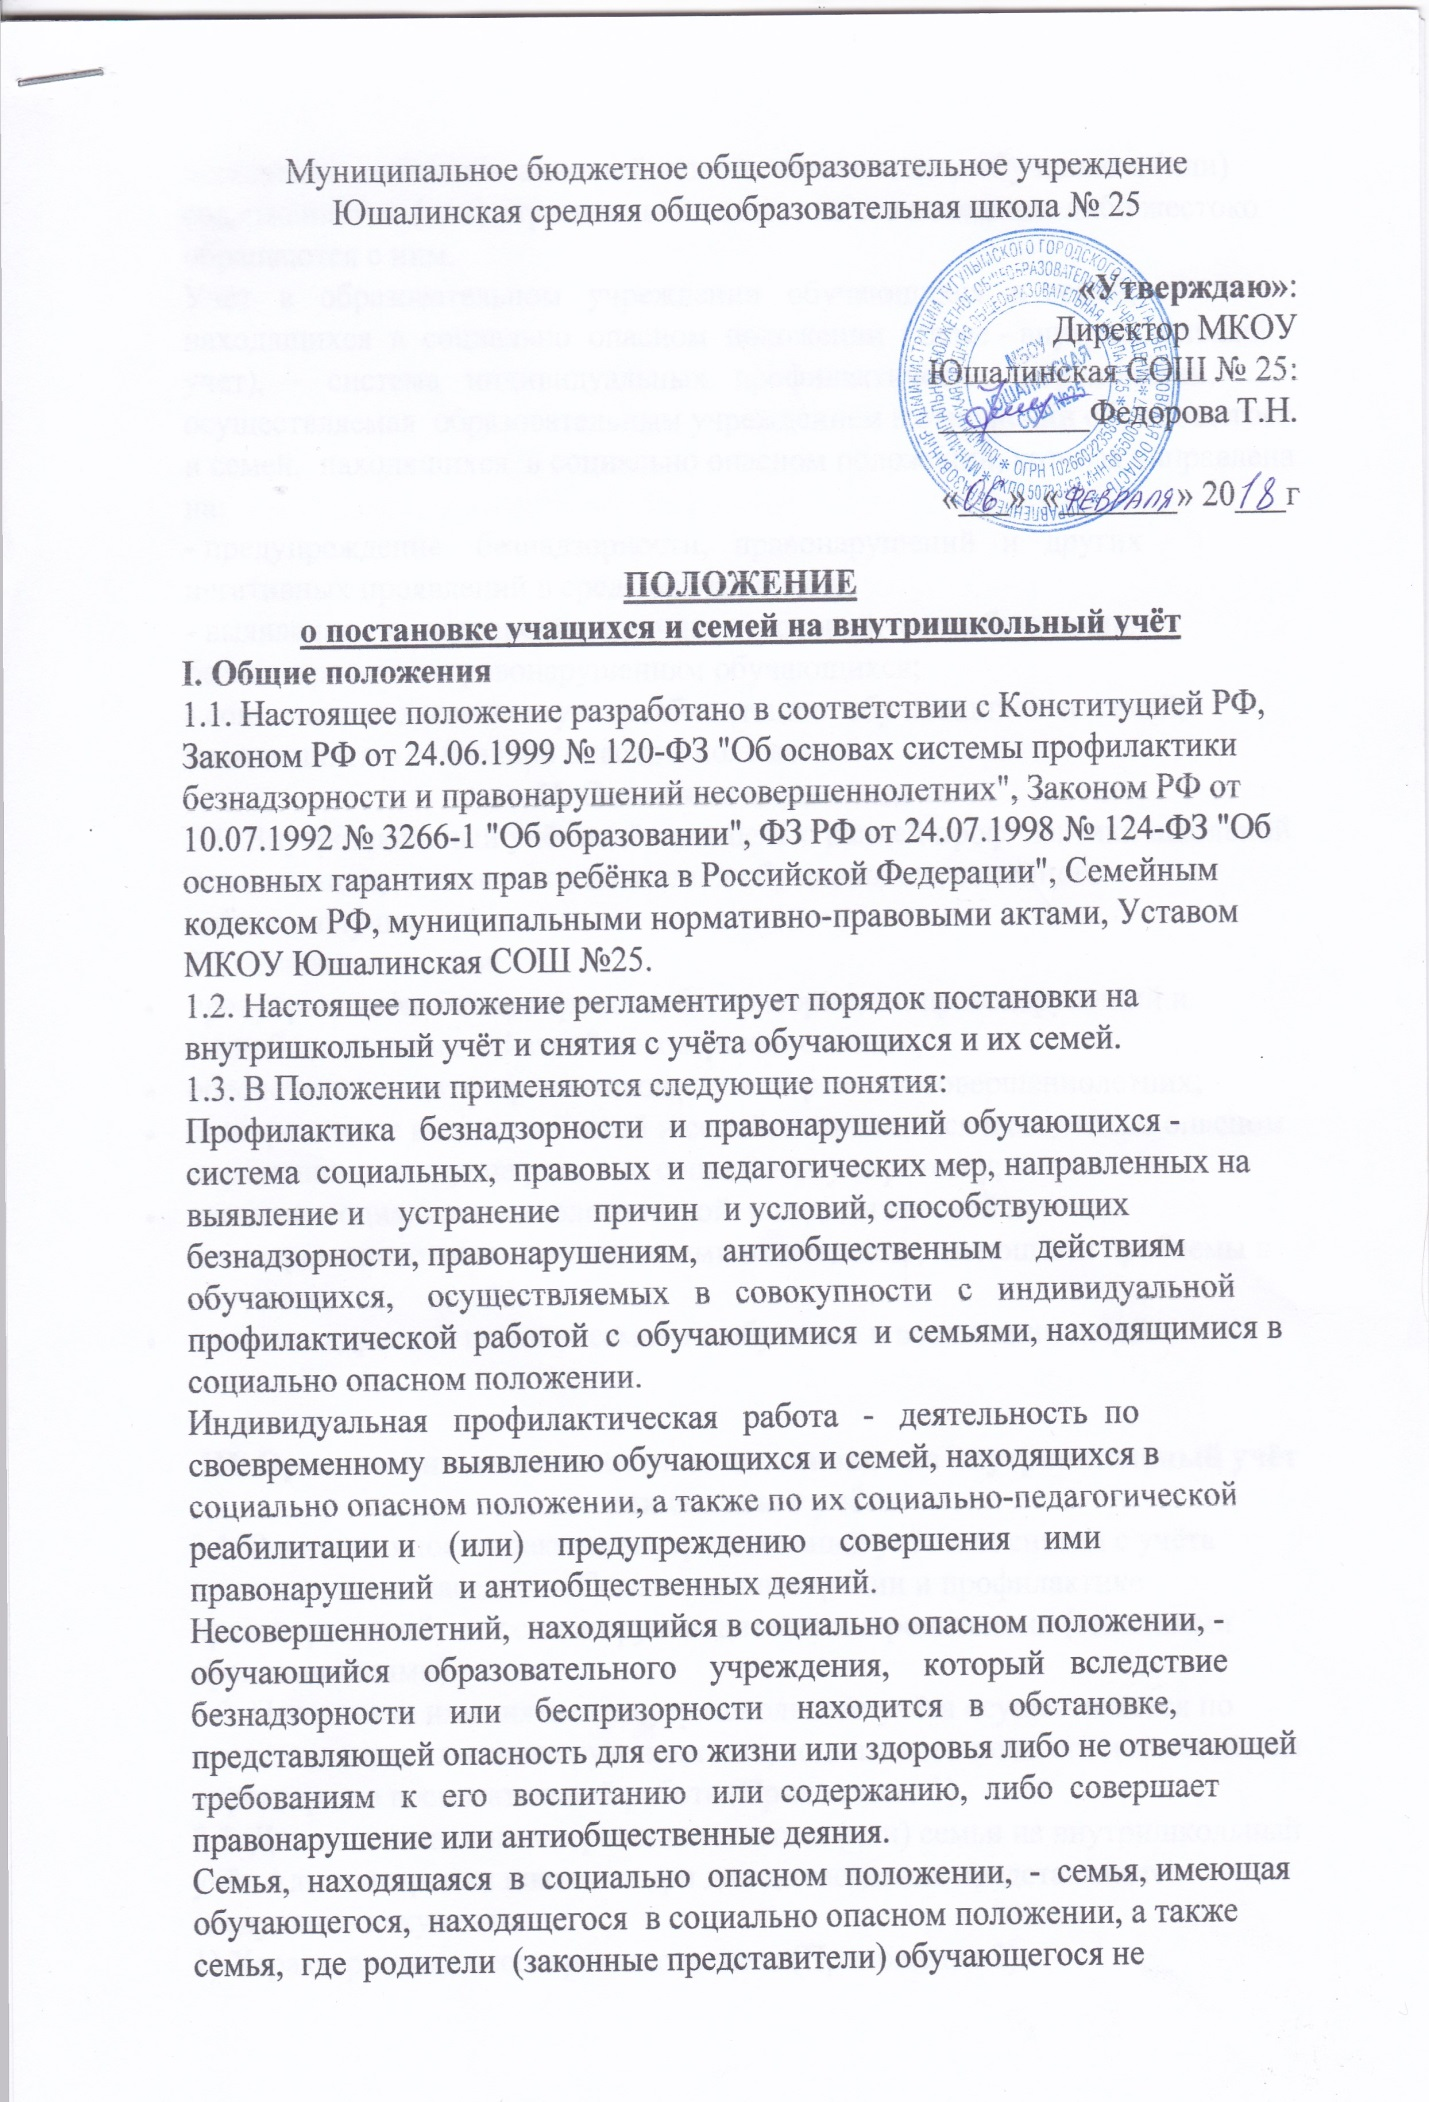 Муниципальное бюджетное общеобразовательное учреждение
Юшалинская средняя общеобразовательная школа № 25
«Утверждаю»:
Директор МКОУ
Юшалинская СОШ № 25:
Федорова Т.Н.
«06» «ФЕВРАЛЯ» 2018 г
МБОУ
ЮШАЛИНСКАЯ
СОШ №25
ПОЛОЖЕНИЕ
о постановке учащихся и семей на внутришкольный учёт
I. Общие положения
1.1. Настоящее положение разработано в соответствии с Конституцией РФ,
Законом РФ от 24.06.1999 № 120-ФЗ "Об основах системы профилактики
безнадзорности и правонарушений несовершеннолетних", Законом РФ от
10.07.1992 № 3266-1 "Об образовании", ФЗ РФ от 24.07.1998 № 124-ФЗ "Об
основных гарантиях прав ребёнка в Российской Федерации", Семейным
кодексом РФ, муниципальными нормативно-правовыми актами, Уставом
МКОУ Юшалинская СОШ №25.
1.2. Настоящее положение регламентирует порядок постановки на
внутришкольный учёт и снятия с учёта обучающихся и их семей.
1.3. В Положении применяются следующие понятия:
Профилактика безнадзорности и правонарушений обучающихся -
система социальных, правовых и педагогических мер, направленных на
выявление и устранение причин и условий, способствующих
безнадзорности, правонарушениям, антиобщественным действиям
обучающихся, осуществляемых в совокупности с индивидуальной
профилактической работой с обучающимися и семьями, находящимися в
социально опасном положении.
Индивидуальная профилактическая работа - деятельность по
своевременному выявлению обучающихся и семей, находящихся в
социально опасном положении, а также по их социально-педагогической
реабилитации и (или) предупреждению совершения ими
правонарушений и антиобщественных деяний.
Несовершеннолетний, находящийся в социально опасном положении, -
обучающийся образовательного учреждения, который вследствие
безнадзорности или беспризорности находится в обстановке,
представляющей опасность для его жизни или здоровья либо не отвечающей
требованиям к его воспитанию или содержанию, либо совершает
правонарушение или антиобщественные деяния.
Семья, находящаяся в социально опасном положении, - семья, имеющая
обучающегося, находящегося в социально опасном положении, а также
семья, где родители (законные представители) обучающегося не